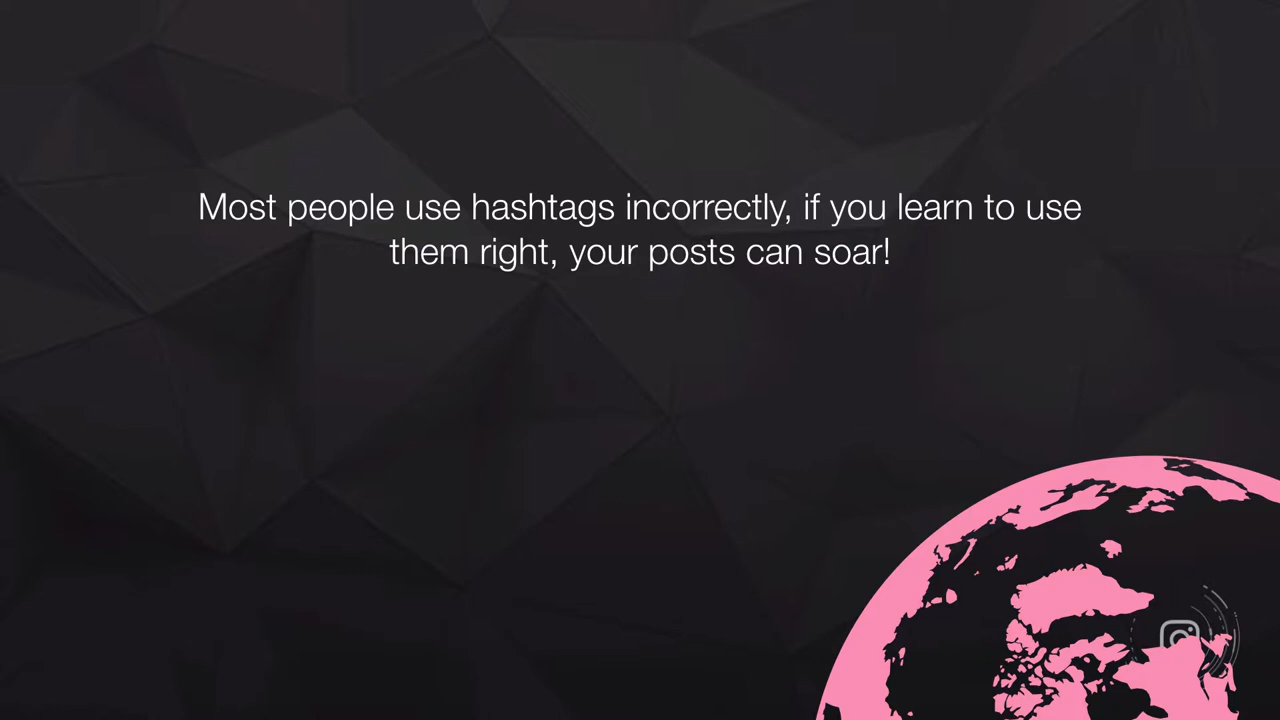 Most people use hashtags incorrectly, if you learn to use
them right, your posts can soar!